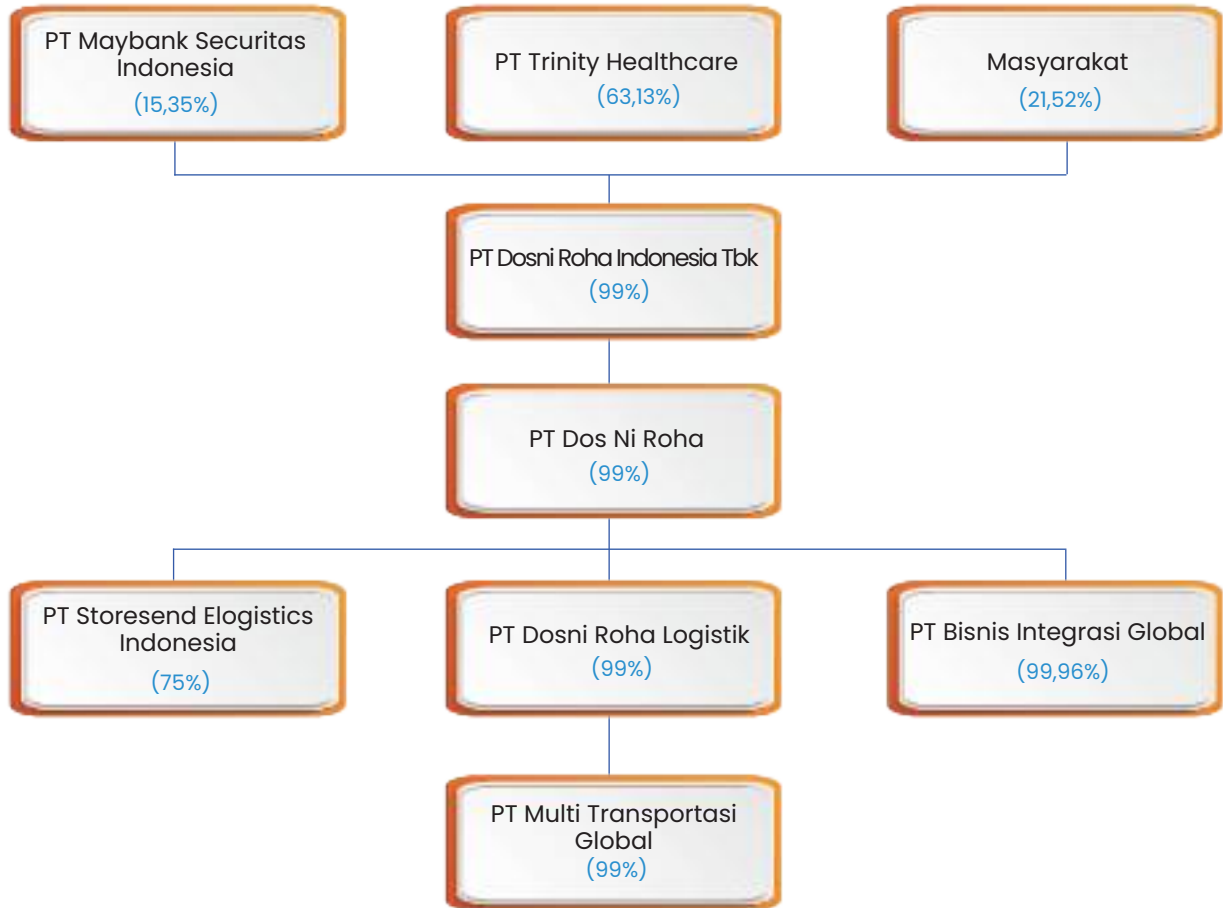 PT Maybank Securitas
Indonesia
(15,35%)
PT Trinity Healthcare
(63,13%)
Masyarakat
(21,52%)
PT Dosni Roha Indonesia Tbk
(99%)
PT Dos Ni Roha
(99%)
PT Storesend Elogistics
Indonesia
(75%)
PT Dosni Roha Logistik
(99%)
PT Bisnis Integrasi Global
(99,96%)
PT Multi Transportasi
Global
(99%)